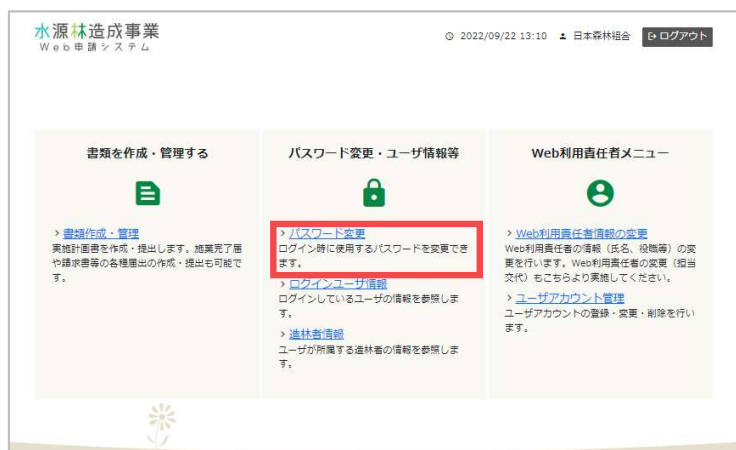 水源林造成事業
Web申請システム
2022/09/22 13:10 日本森林組合 ログアウト
書類を作成・管理する
> 書類作成・管理
実施計画書を作成・提出します。施業完了届
や請求書等の各種届出の作成・提出も可能で
す。
パスワード変更・ユーザ情報等
> パスワード変更
ログイン時に使用するパスワードを変更でき
ます。
> ログインユーザ情報
ログインしているユーザの情報を参照しま
す。
> 造林者情報
ユーザが所属する造林者の情報を参照しま
す。
Web利用責任者メニュー
> Web利用責任者情報の変更
Web利用責任者の情報（氏名、役職等）の変
更を行います。Web利用責任者の変更（担当
交代）もこちらより実施してください。
> ユーザアカウント管理
ユーザアカウントの登録・変更・削除を行い
ます。